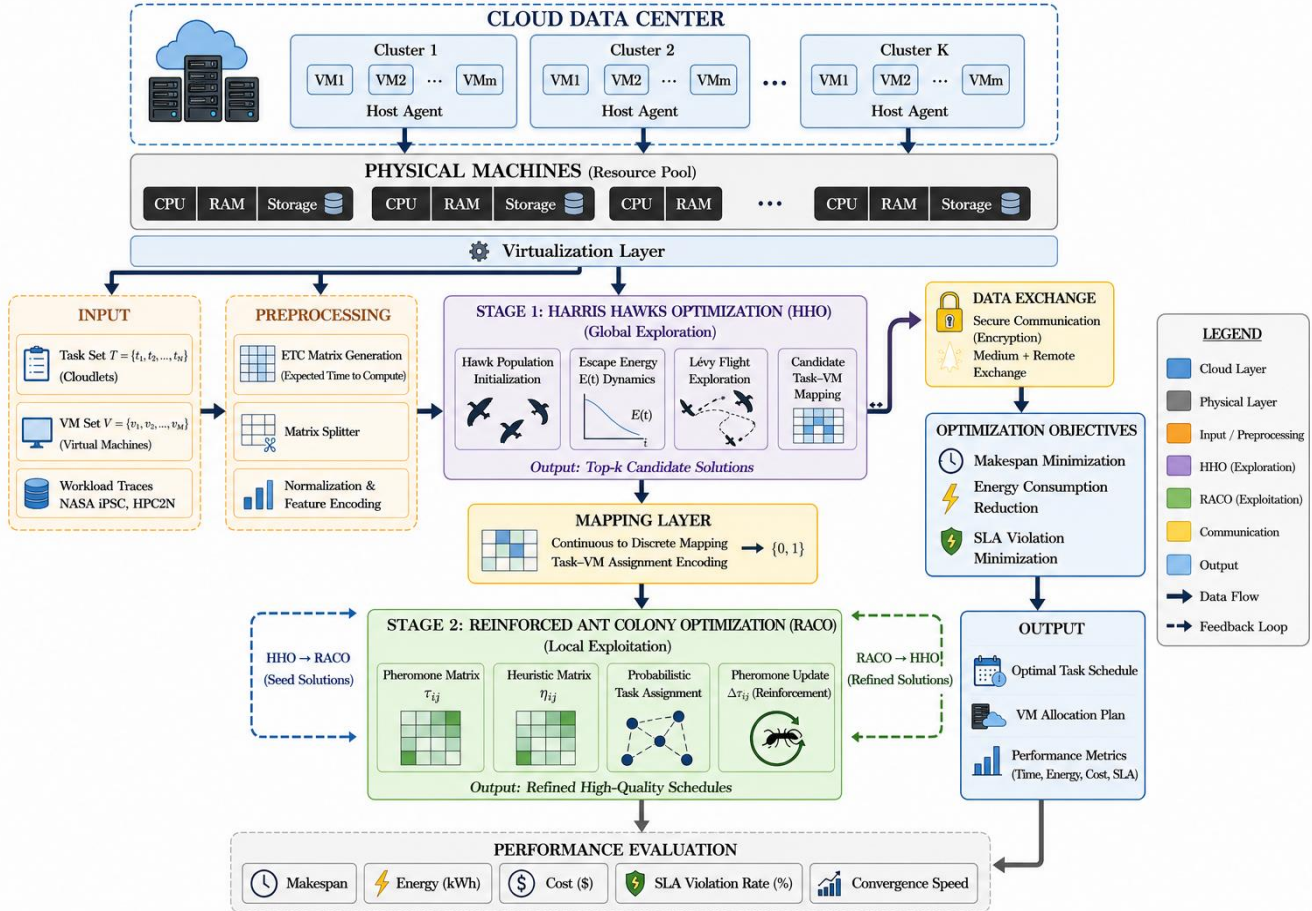 CLOUD DATA CENTER
Cluster 1
VM1 VM2 ... VMm
Host Agent
Cluster 2
VM1 VM2 ... VMm
Host Agent
...
Cluster K
VM1 VM2 ... VMm
Host Agent
PHYSICAL MACHINES (Resource Pool)
CPU RAM Storage
CPU RAM Storage
CPU RAM
...
CPU RAM Storage
Virtualization Layer
INPUT
Task Set T = {t₁, t₂, ..., t_N}
(Cloudlets)
VM Set V = {v₁, v₂, ..., v_M}
(Virtual Machines)
Workload Traces
NASA iPSC, HPC2N
PREPROCESSING
ETC Matrix Generation
(Expected Time to Compute)
Matrix Splitter
Normalization &
Feature Encoding
STAGE 1: HARRIS HAWKS OPTIMIZATION (HHO)
(Global Exploration)
Hawk Population
Initialization
Escape Energy
E(t) Dynamics
E(t)
t
Lévy Flight
Exploration
Candidate
Task–VM
Mapping
Output: Top-k Candidate Solutions
DATA EXCHANGE
Secure Communication
(Encryption)
Medium + Remote
Exchange
OPTIMIZATION OBJECTIVES
Makespan Minimization
Energy Consumption
Reduction
SLA Violation
Minimization
LEGEND
Cloud Layer
Physical Layer
Input / Preprocessing
HHO (Exploration)
RACO (Exploitation)
Communication
Output
Data Flow
Feedback Loop
MAPPING LAYER
Continuous to Discrete Mapping → {0, 1}
Task–VM Assignment Encoding
HHO → RACO
(Seed Solutions)
STAGE 2: REINFORCED ANT COLONY OPTIMIZATION (RACO)
(Local Exploitation)
Pheromone Matrix
τ_ij
Heuristic Matrix
η_ij
Probabilistic
Task Assignment
Pheromone Update
Δτ_ij (Reinforcement)
Output: Refined High-Quality Schedules
RACO → HHO
(Refined Solutions)
OUTPUT
Optimal Task Schedule
VM Allocation Plan
Performance Metrics
(Time, Energy, Cost, SLA)
PERFORMANCE EVALUATION
Makespan
Energy (kWh)
$ Cost ($)
SLA Violation Rate (%)
Convergence Speed